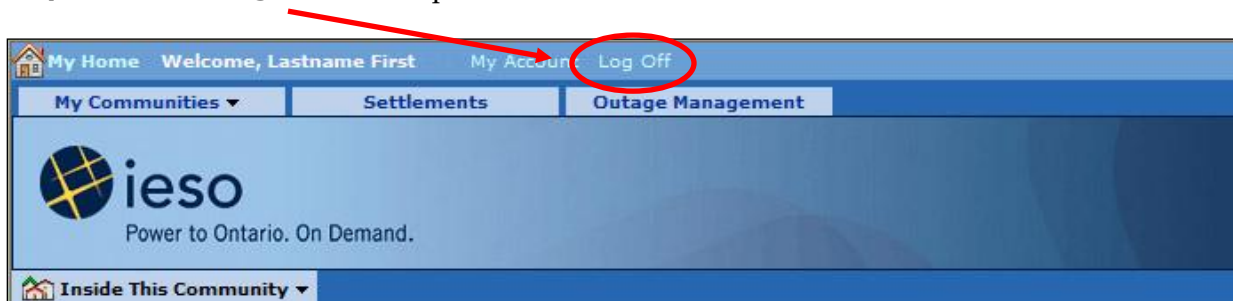 My Home Welcome, Lastname First My Account Log Off
My Communities Settlements Outage Management
ieso
Power to Ontario. On Demand.
Inside This Community